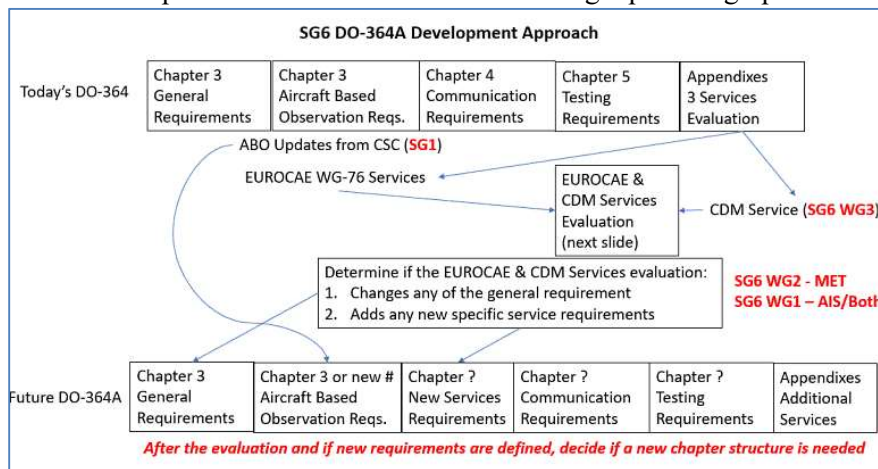 SG6 DO-364A Development Approach
Today's DO-364
Chapter 3
General
Requirements
Chapter 3
Aircraft Based
Observation Reqs.
Chapter 4
Communication
Requirements
Chapter 5
Testing
Requirements
Appendixes
3 Services
Evaluation
ABO Updates from CSC (SG1)
EUROCAE WG-76 Services
EUROCAE &
CDM Services
Evaluation
(next slide)
CDM Service (SG6 WG3)
Determine if the EUROCAE & CDM Services evaluation:
1. Changes any of the general requirement
2. Adds any new specific service requirements
SG6 WG2 - MET
SG6 WG1 – AIS/Both
Future DO-364A
Chapter 3
General
Requirements
Chapter 3 or new #
Aircraft Based
Observation Reqs.
Chapter ?
New Services
Requirements
Chapter ?
Communication
Requirements
Chapter ?
Testing
Requirements
Appendixes
Additional
Services
After the evaluation and if new requirements are defined, decide if a new chapter structure is needed